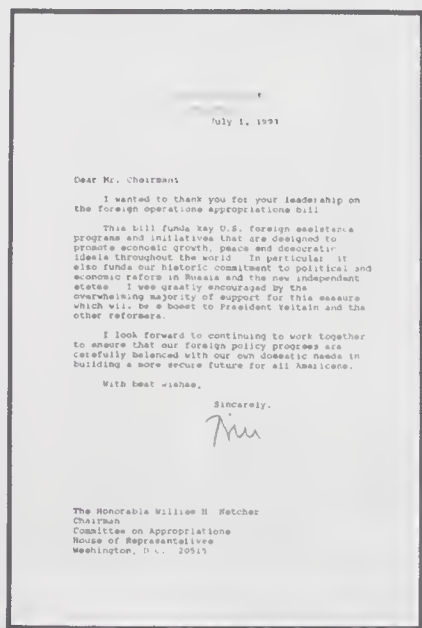 July 1, 1993
Dear Mr. Chairman:
I wanted to thank you for your leadership on
the foreign operations appropriations bill
This bill funds key U.S. foreign assistance
programs and initiatives that are designed to
promote economic growth, peace and democratic
ideals throughout the world In particular it
also funds our historic commitment to political and
economic reform in Russia and the new independent
states I was greatly encouraged by the
overwhelming majority of support for this measure
which will be a boost to President Yeltsin and the
other reformers.
I look forward to continuing to work together
to ensure that our foreign policy progress are
carefully balanced with our own domestic needs in
building a more secure future for all Americans.
With best wishes,
Sincerely,
Bill
The Honorable William H Natcher
Chairman
Committee on Appropriations
House of Representatives
Washington, D.C. 20515